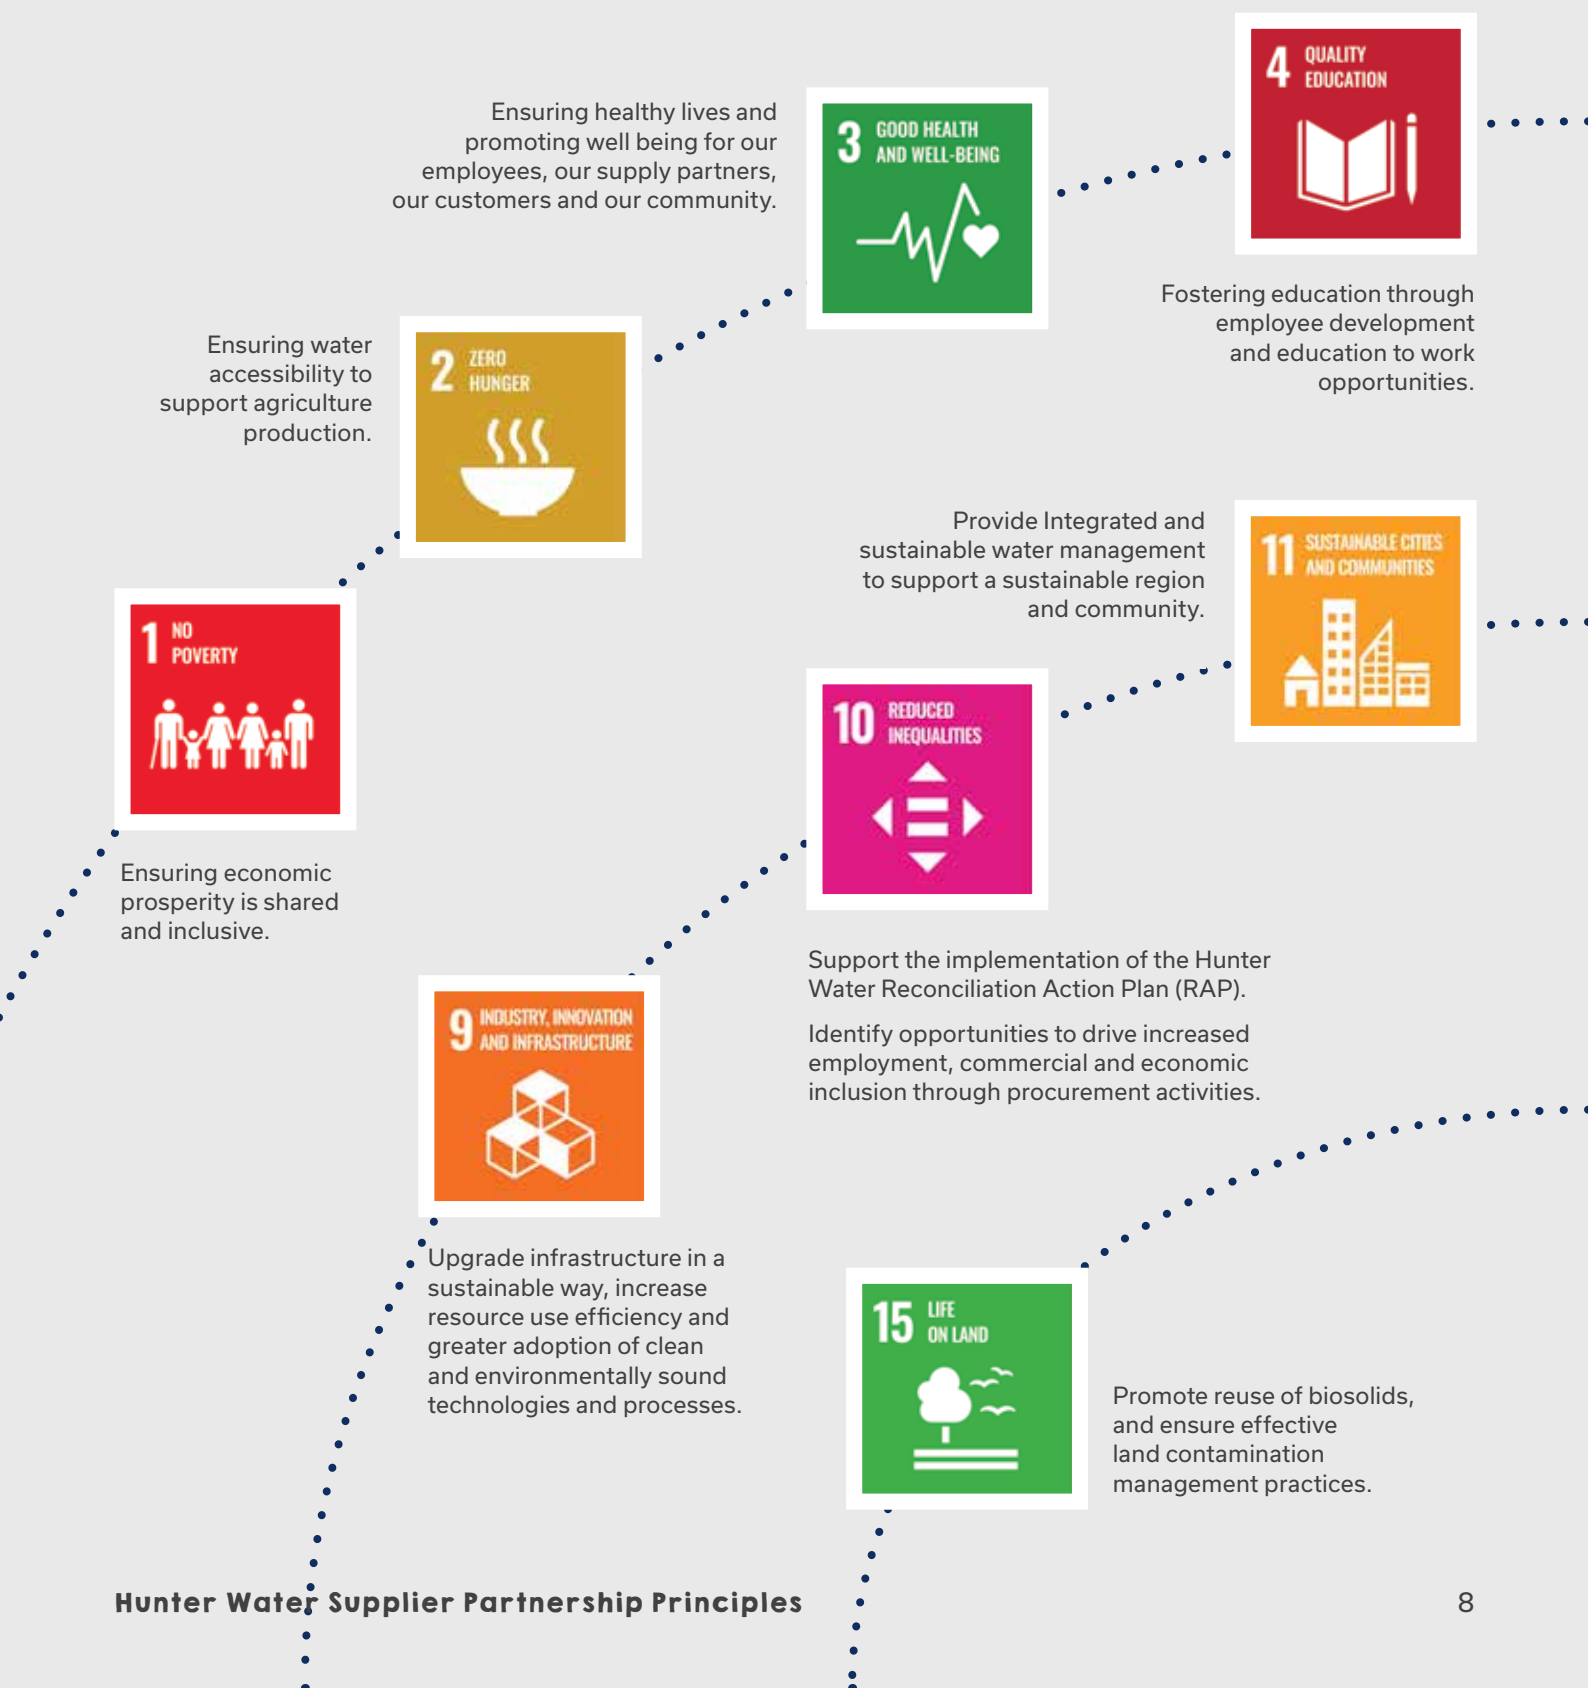 4 QUALITY
EDUCATION
Ensuring healthy lives and
promoting well being for our
employees, our supply partners,
our customers and our community.
3 GOOD HEALTH
AND WELL-BEING
Fostering education through
employee development
and education to work
opportunities.
Ensuring water
accessibility to
support agriculture
production.
2 ZERO
HUNGER
Provide Integrated and
sustainable water management
to support a sustainable region
and community.
11 SUSTAINABLE CITIES
AND COMMUNITIES
1 NO
POVERTY
Ensuring economic
prosperity is shared
and inclusive.
10 REDUCED
INEQUALITIES
Support the implementation of the Hunter
Water Reconciliation Action Plan (RAP).
Identify opportunities to drive increased
employment, commercial and economic
inclusion through procurement activities.
9 INDUSTRY, INNOVATION
AND INFRASTRUCTURE
Upgrade infrastructure in a
sustainable way, increase
resource use efficiency and
greater adoption of clean
and environmentally sound
technologies and processes.
15 LIFE
ON LAND
Promote reuse of biosolids,
and ensure effective
land contamination
management practices.
Hunter Water Supplier Partnership Principles
8